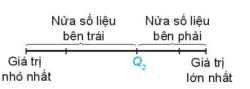 Nửa số liệu
bên trái
Nửa số liệu
bên phải
Giá trị
nhỏ nhất
Q₂
Giá trị
lớn nhất